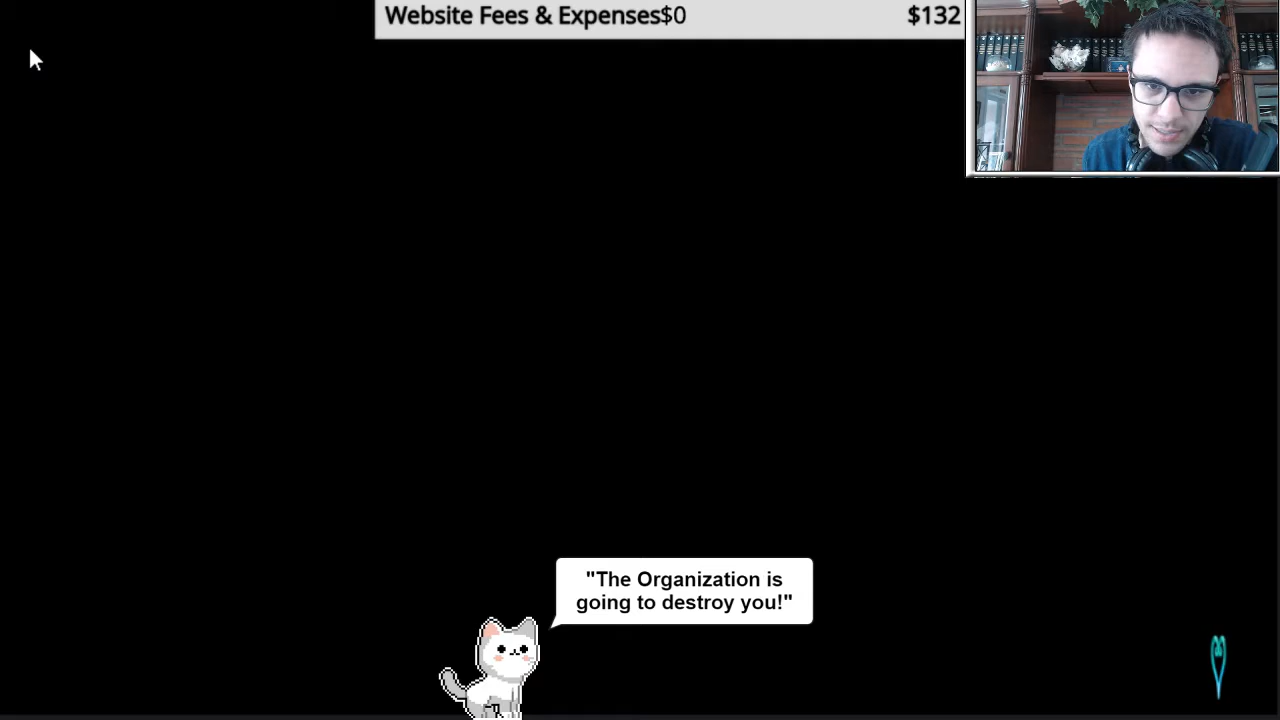 Website Fees & Expenses$0 $132
"The Organization is
going to destroy you!"